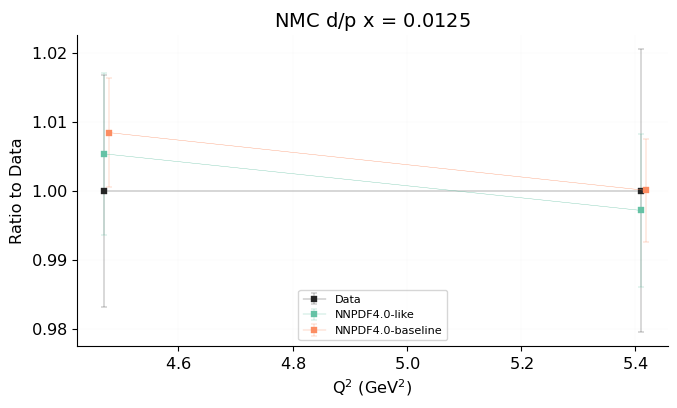 NMC d/p x = 0.0125
Ratio to Data
1.02
1.01
1.00
0.99
0.98
Data
NNPDF4.0-like
NNPDF4.0-baseline
4.6 4.8 5.0 5.2 5.4
Q² (GeV²)